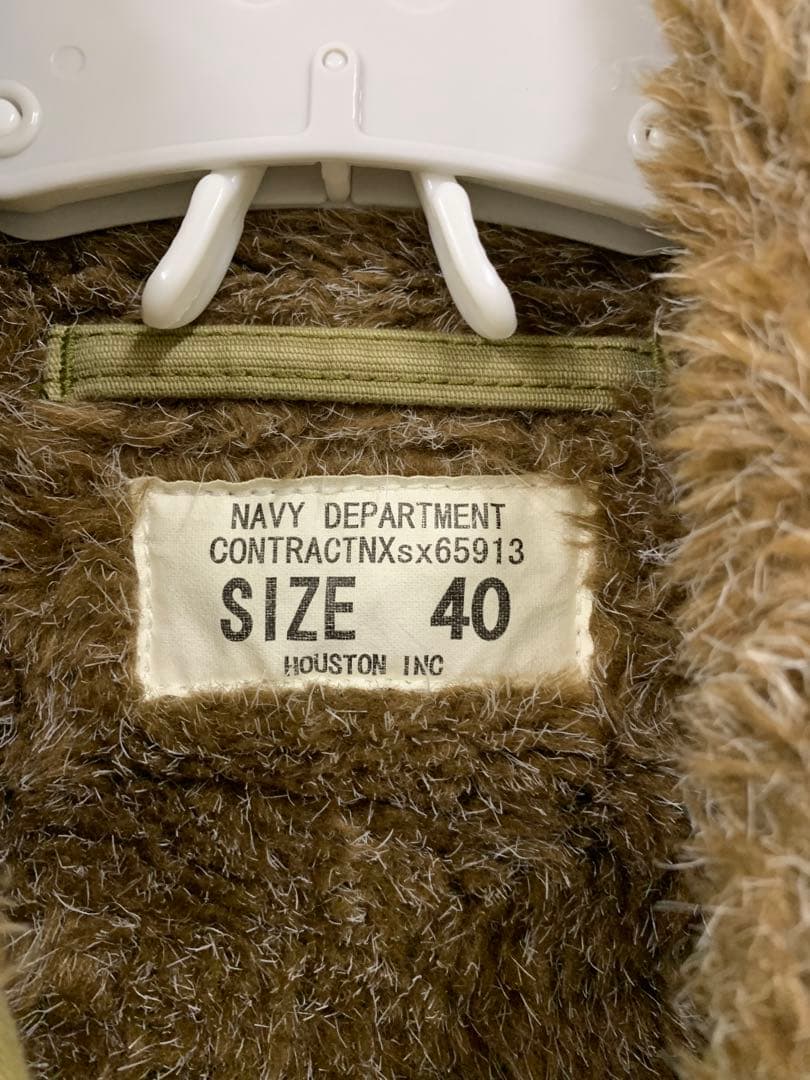 NAVY DEPARTMENT
CONTRACTNXsx65913
SIZE 40
HOUSTON INC